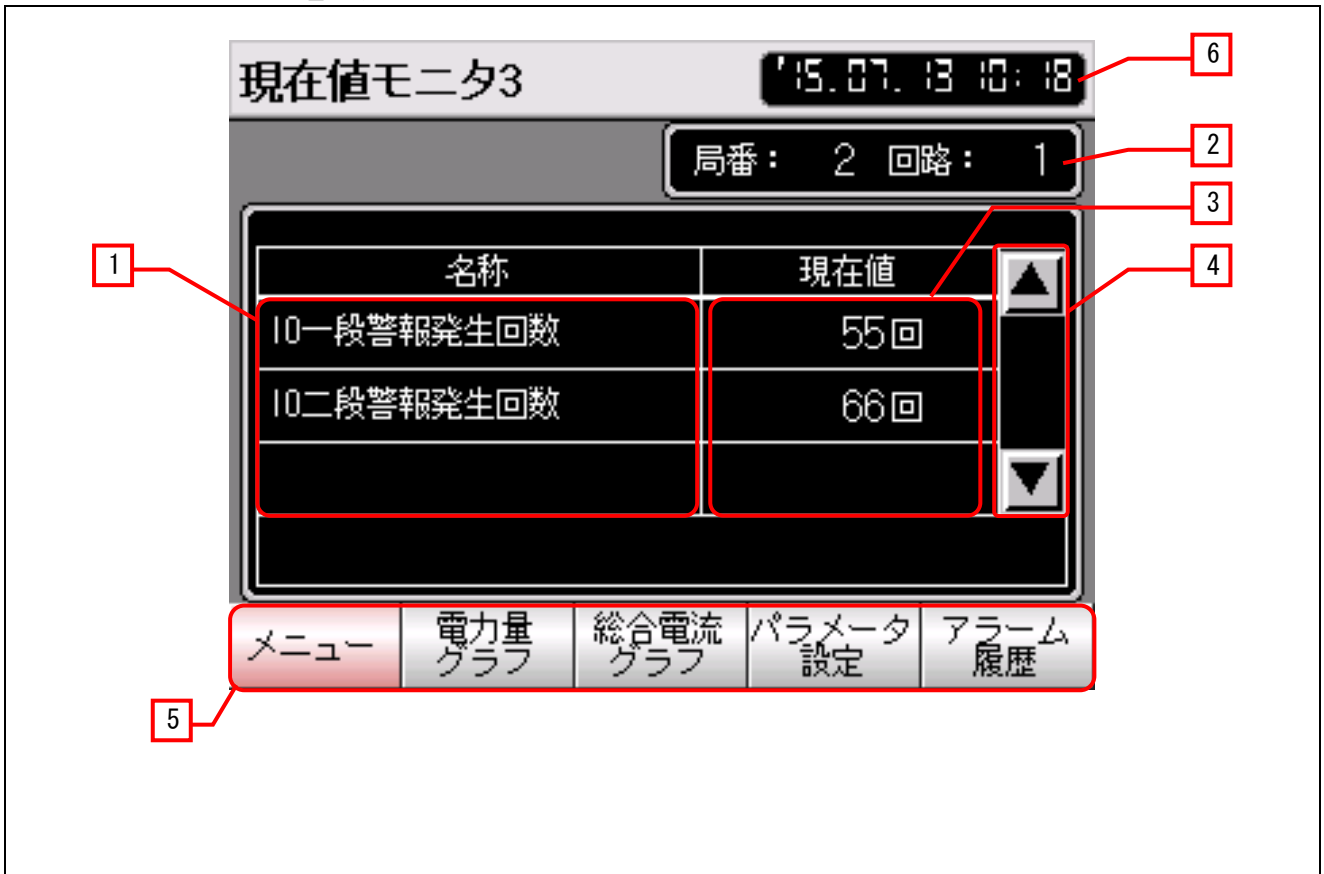 現在値モニタ3
'15.07.13 10:18
6
局番： 2 回路： 1
2
3
1
名称 現在値
4
I0一段警報発生回数 55回
I0二段警報発生回数 66回
メニュー
電力量
グラフ
総合電流
グラフ
パラメータ
設定
アラーム
履歴
5